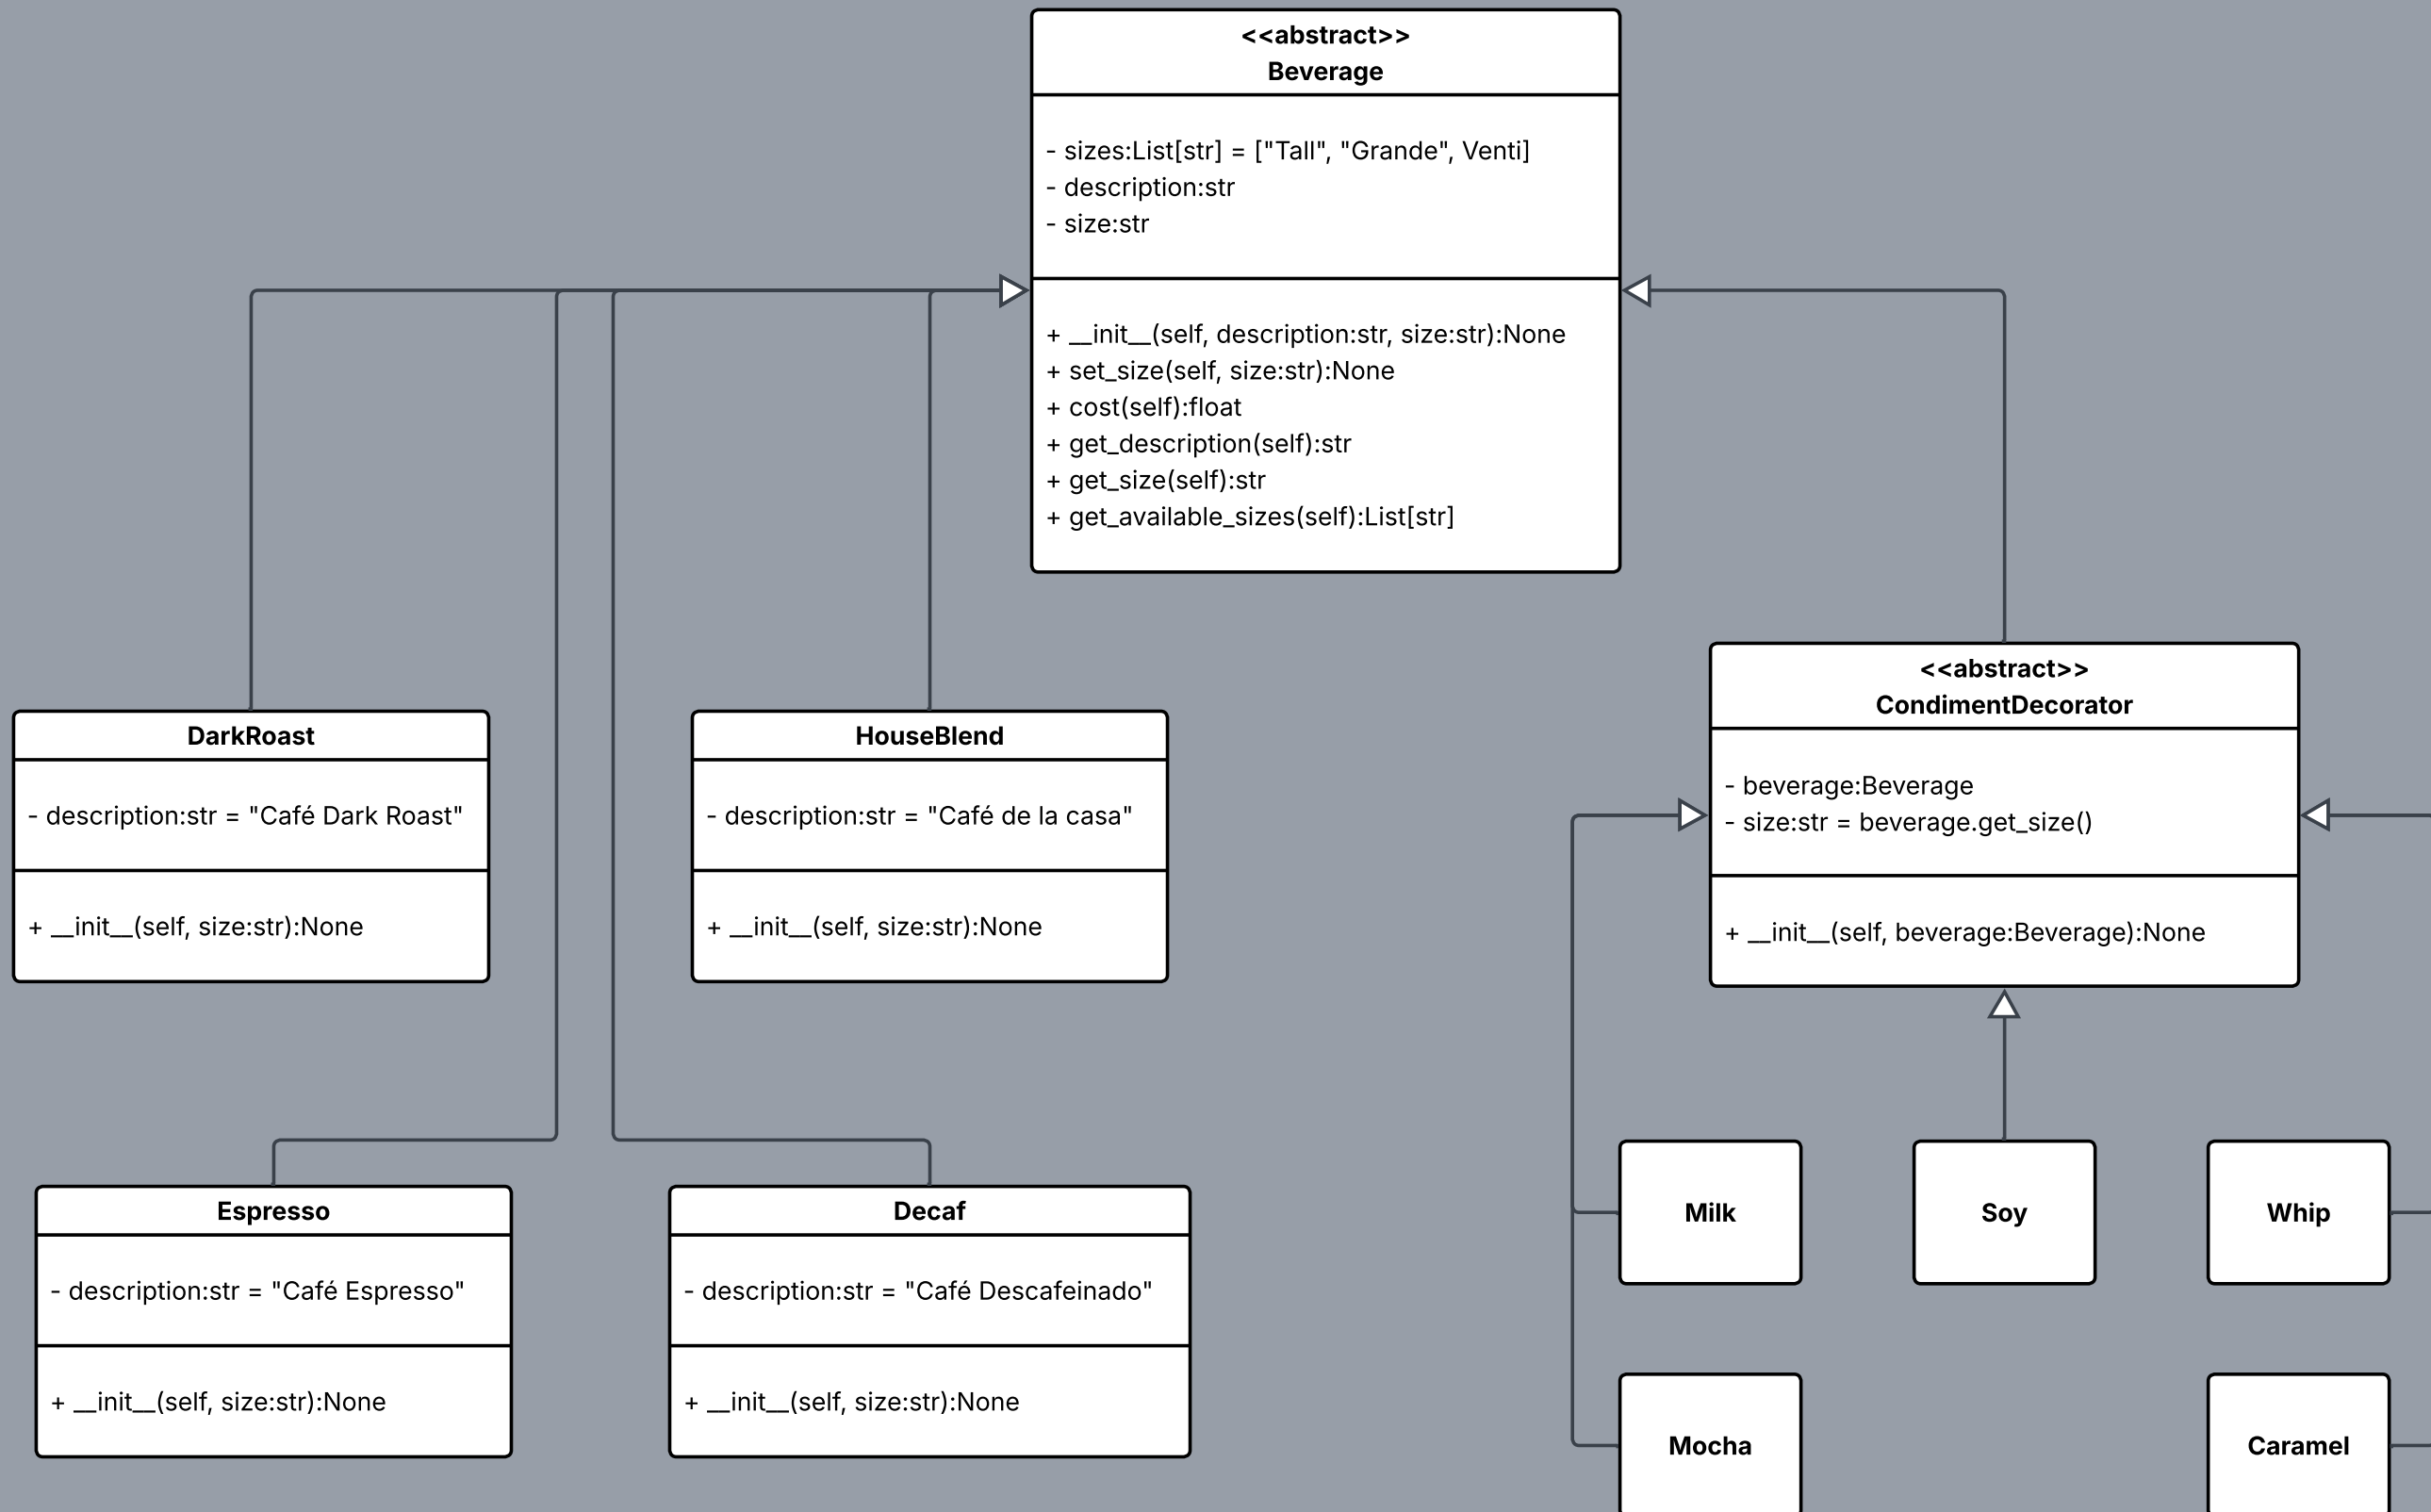 <<abstract>>
Beverage
- sizes:List[str] = ["Tall", "Grande", Venti]
- description:str
- size:str
+ __init__(self, description:str, size:str):None
+ set_size(self, size:str):None
+ cost(self):float
+ get_description(self):str
+ get_size(self):str
+ get_available_sizes(self):List[str]
<<abstract>>
CondimentDecorator
- beverage:Beverage
- size:str = beverage.get_size()
+ __init__(self, beverage:Beverage):None
DarkRoast
- description:str = "Café Dark Roast"
+ __init__(self, size:str):None
HouseBlend
- description:str = "Café de la casa"
+ __init__(self, size:str):None
Espresso
- description:str = "Café Espresso"
+ __init__(self, size:str):None
Decaf
- description:str = "Café Descafeinado"
+ __init__(self, size:str):None
Milk
Soy
Whip
Mocha
Caramel